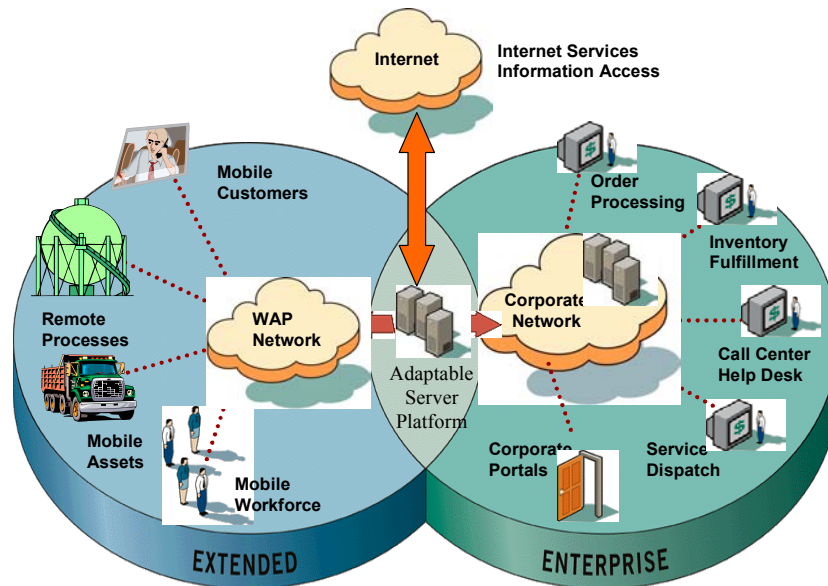 Internet
Internet Services
Information Access
Mobile
Customers
Order
Processing
Inventory
Fulfillment
Remote
Processes
WAP
Network
Corporate
Network
Adaptable
Server
Platform
Call Center
Help Desk
Mobile
Assets
Mobile
Workforce
Corporate
Portals
Service
Dispatch
EXTENDED
ENTERPRISE
$
$
$
$